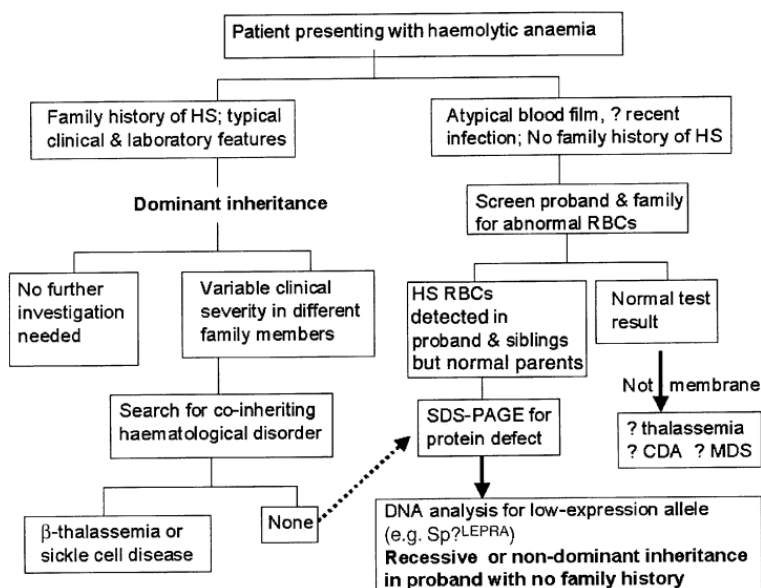 Patient presenting with haemolytic anaemia
Family history of HS; typical
clinical & laboratory features
Atypical blood film, ? recent
infection; No family history of HS
Dominant inheritance
Screen proband & family
for abnormal RBCs
No further
investigation
needed
Variable clinical
severity in different
family members
HS RBCs
detected in
proband & siblings
but normal parents
Normal test
result
Not membrane
Search for co-inheriting
haematological disorder
SDS-PAGE for
protein defect
? thalassemia
? CDA ? MDS
β-thalassemia or
sickle cell disease
None
DNA analysis for low-expression allele
(e.g. Sp?LEPRA)
Recessive or non-dominant inheritance
in proband with no family history